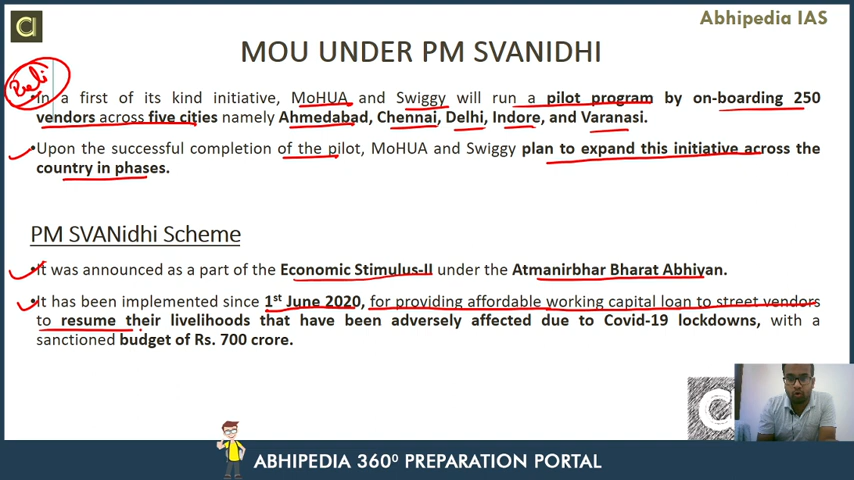 Abhipedia IAS
MOU UNDER PM SVANIDHI
•In a first of its kind initiative, MoHUA and Swiggy will run a pilot program by on-boarding 250
vendors across five cities namely Ahmedabad, Chennai, Delhi, Indore, and Varanasi.
•Upon the successful completion of the pilot, MoHUA and Swiggy plan to expand this initiative across the
country in phases.
PM SVANidhi Scheme
•It was announced as a part of the Economic Stimulus-II under the Atmanirbhar Bharat Abhiyan.
•It has been implemented since 1st June 2020, for providing affordable working capital loan to street vendors
to resume their livelihoods that have been adversely affected due to Covid-19 lockdowns, with a
sanctioned budget of Rs. 700 crore.
ABHIPEDIA 360⁰ PREPARATION PORTAL